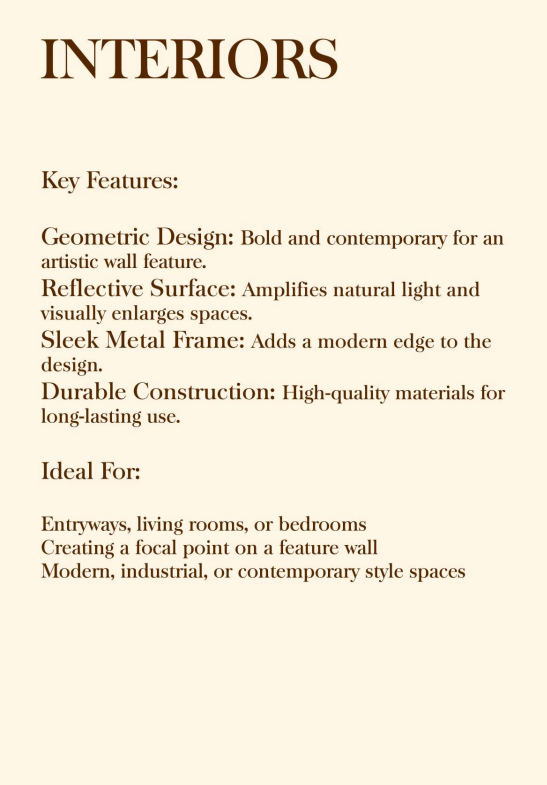 INTERIORS
Key Features:
Geometric Design: Bold and contemporary for an
artistic wall feature.
Reflective Surface: Amplifies natural light and
visually enlarges spaces.
Sleek Metal Frame: Adds a modern edge to the
design.
Durable Construction: High-quality materials for
long-lasting use.
Ideal For:
Entryways, living rooms, or bedrooms
Creating a focal point on a feature wall
Modern, industrial, or contemporary style spaces